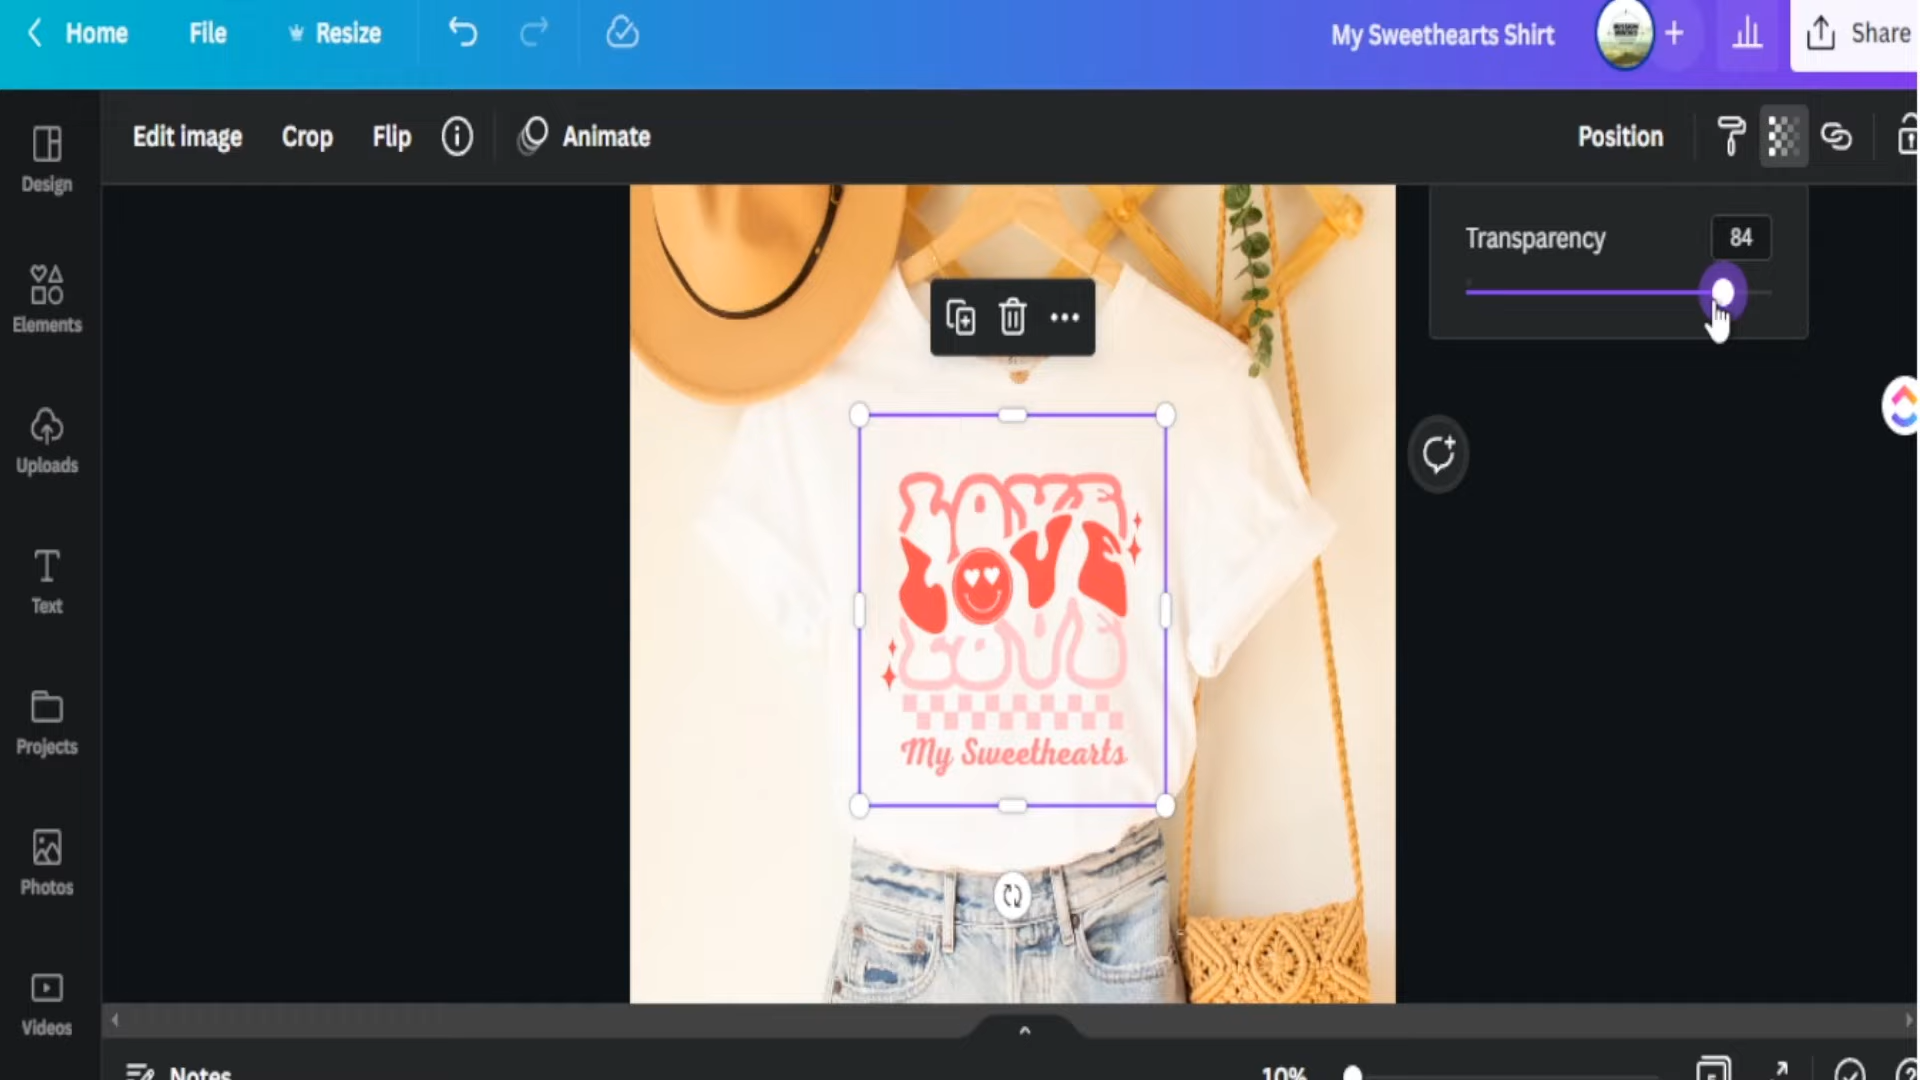 Home File Resize My Sweethearts Shirt Share
Edit image Crop Flip Animate Position
Design
Elements
Uploads
Text
Projects
Photos
Videos
Transparency 84
LOVE
LOVE
LOVE
My Sweethearts
Notes 10%